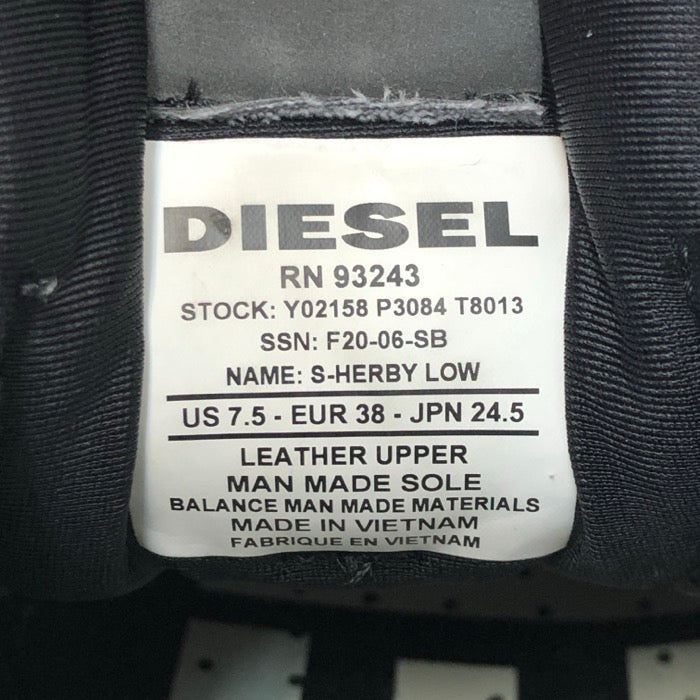 DIESEL
RN 93243
STOCK: Y02158 P3084 T8013
SSN: F20-06-SB
NAME: S-HERBY LOW
US 7.5 - EUR 38 - JPN 24.5
LEATHER UPPER
MAN MADE SOLE
BALANCE MAN MADE MATERIALS
MADE IN VIETNAM
FABRIQUE EN VIETNAM